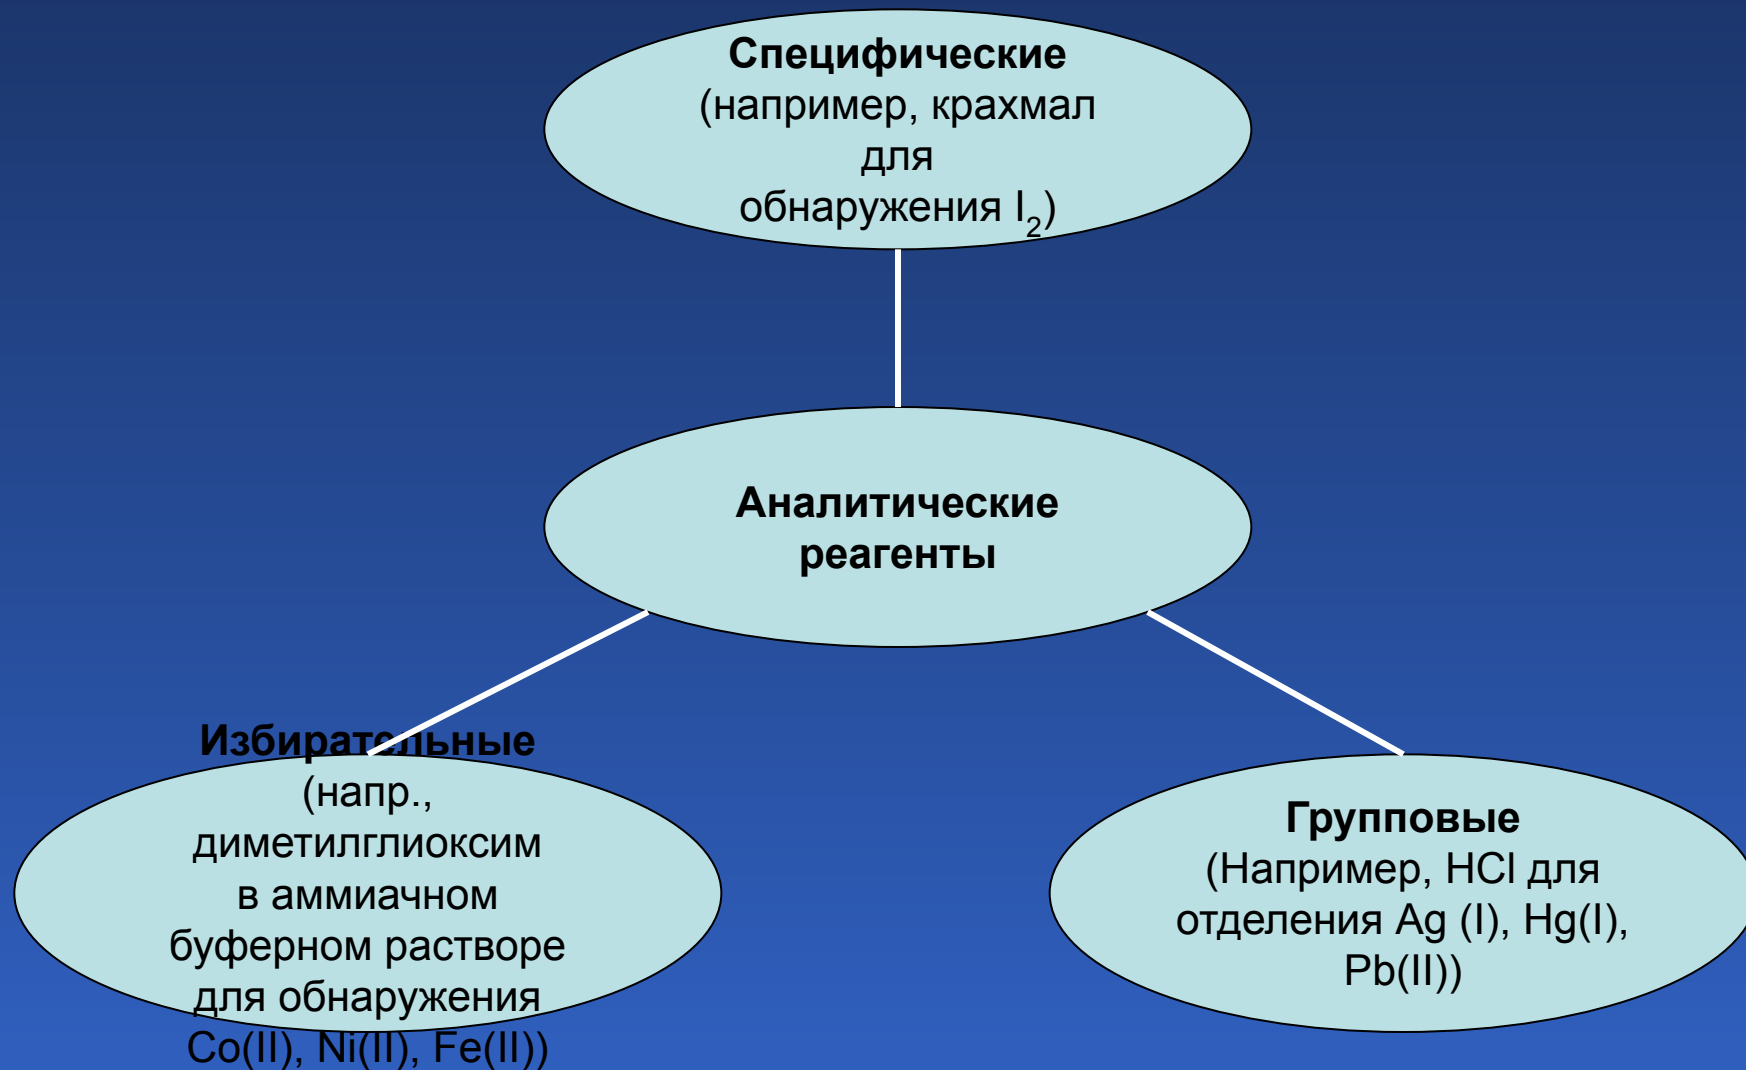 Специфические
(например, крахмал
для
обнаружения I₂)
Аналитические
реагенты
Избирательные
(напр.,
диметилглиоксим
в аммиачном
буферном растворе
для обнаружения
Co(II), Ni(II), Fe(II))
Групповые
(Например, HCl для
отделения Ag (I), Hg(I),
Pb(II))